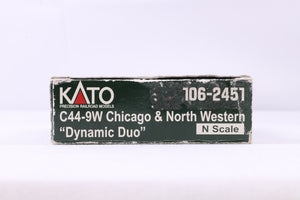 KATO 106-2451
PRECISION RAILROAD MODELS
C44-9W Chicago & North Western
"Dynamic Duo" N Scale